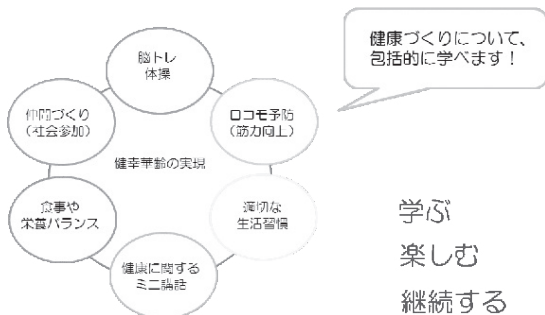 脳トレ
体操
ロコモ予防
(筋力向上)
適切な
生活習慣
健康に関する
ミニ講話
食事や
栄養バランス
仲間づくり
(社会参加)
健幸華齢の実現
健康づくりについて、
包括的に学べます!
学ぶ
楽しむ
継続する